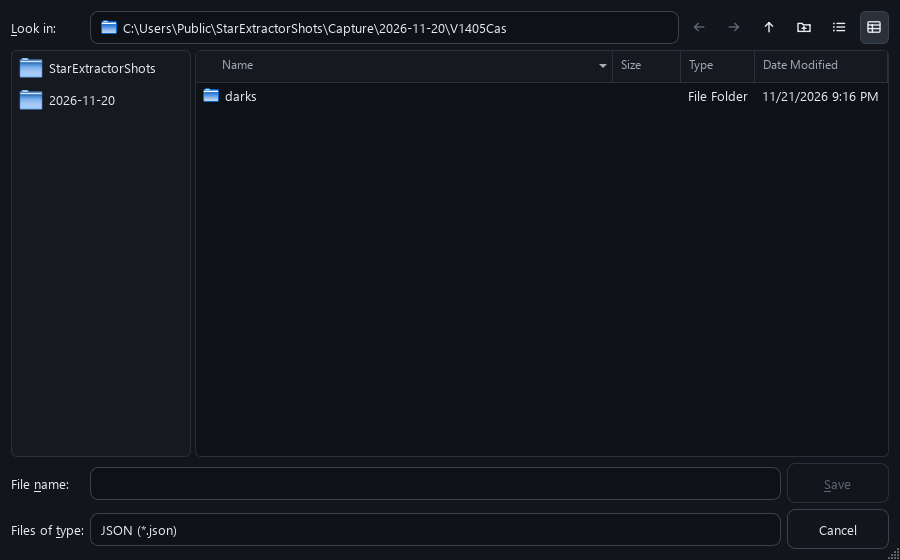 Look in: C:\Users\Public\StarExtractorShots\Capture\2026-11-20\V1405Cas
StarExtractorShots
2026-11-20
Name Size Type Date Modified
darks File Folder 11/21/2026 9:16 PM
File name: Save
Files of type: JSON (*.json) Cancel